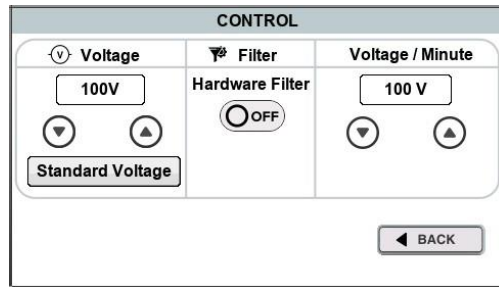 CONTROL
V Voltage
Filter
Voltage / Minute
100V
Hardware Filter
100 V
OFF
Standard Voltage
BACK